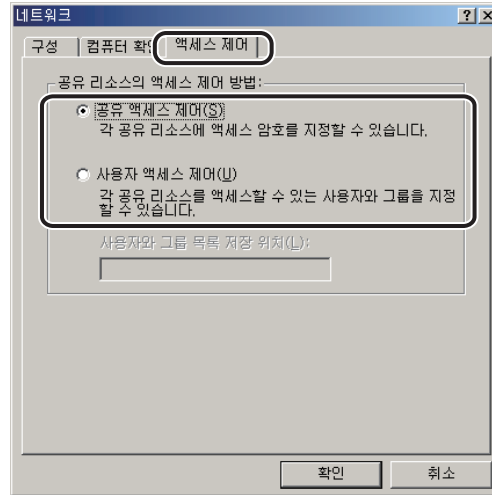 네트워크
구성 컴퓨터 확인 액세스 제어
공유 리소스의 액세스 제어 방법:
공유 액세스 제어(S)
각 공유 리소스에 액세스 암호를 지정할 수 있습니다.
사용자 액세스 제어(U)
각 공유 리소스를 액세스할 수 있는 사용자와 그룹을 지정
할 수 있습니다.
사용자와 그룹 목록 저장 위치(L):
확인 취소